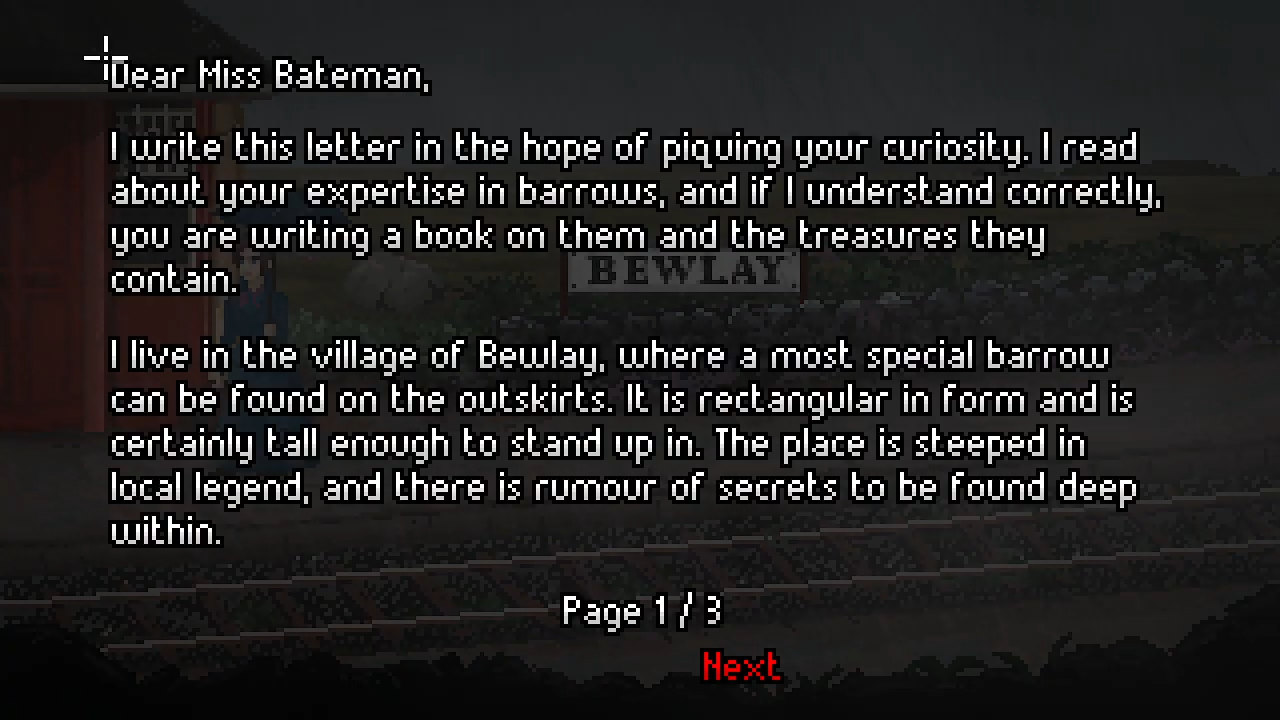 Dear Miss Bateman,
I write this letter in the hope of piquing your curiosity. I read
about your expertise in barrows, and if I understand correctly,
you are writing a book on them and the treasures they
contain.
BEWLAY
I live in the village of Bewlay, where a most special barrow
can be found on the outskirts. It is rectangular in form and is
certainly tall enough to stand up in. The place is steeped in
local legend, and there is rumour of secrets to be found deep
within.
Page 1 / 3
Next